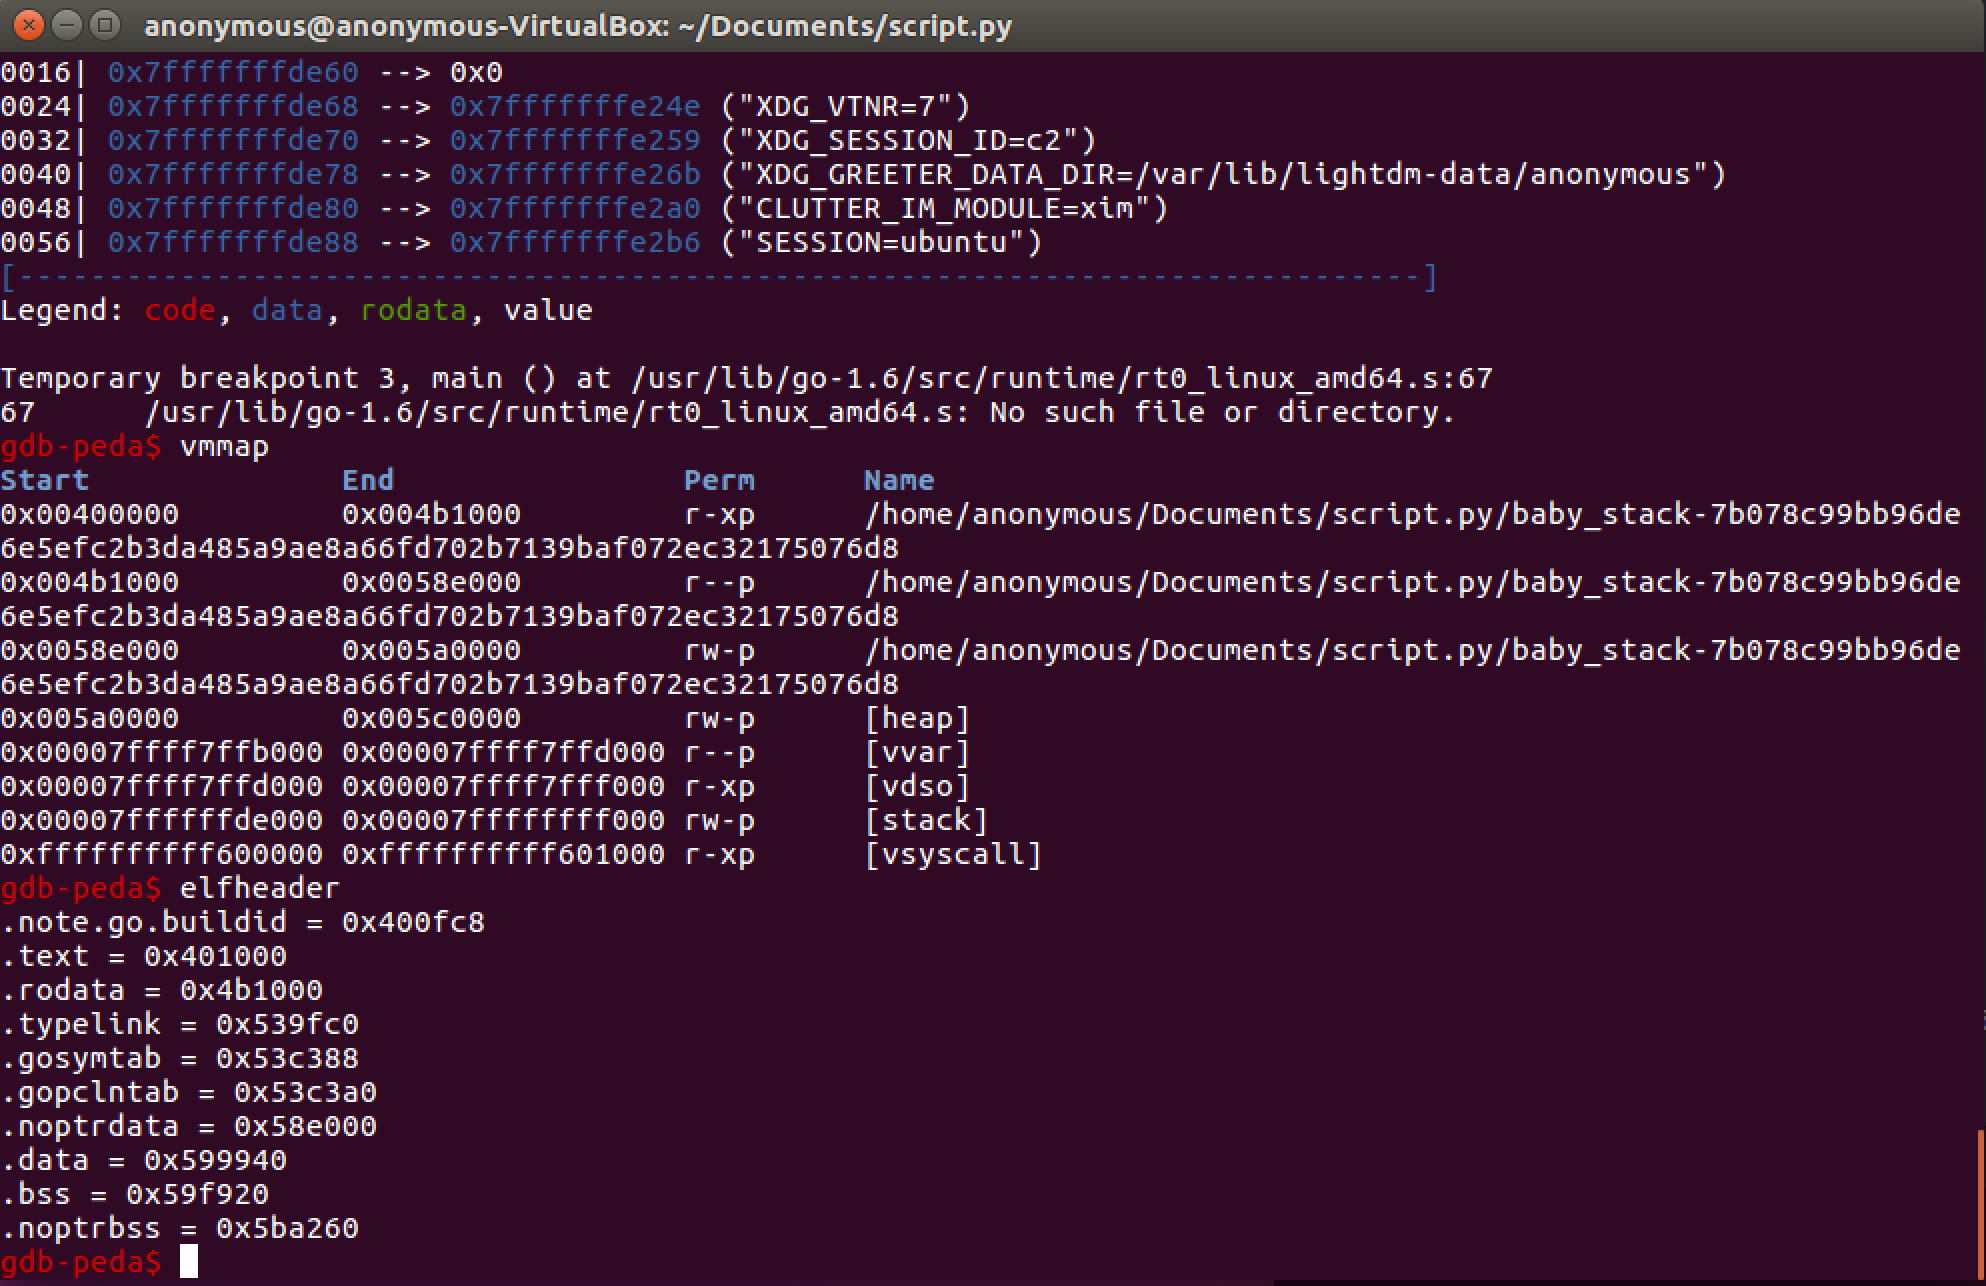 anonymous@anonymous-VirtualBox: ~/Documents/script.py
0016| 0x7fffffffde60 --> 0x0
0024| 0x7fffffffde68 --> 0x7fffffffe24e ("XDG_VTNR=7")
0032| 0x7fffffffde70 --> 0x7fffffffe259 ("XDG_SESSION_ID=c2")
0040| 0x7fffffffde78 --> 0x7fffffffe26b ("XDG_GREETER_DATA_DIR=/var/lib/lightdm-data/anonymous")
0048| 0x7fffffffde80 --> 0x7fffffffe2a0 ("CLUTTER_IM_MODULE=xim")
0056| 0x7fffffffde88 --> 0x7fffffffe2b6 ("SESSION=ubuntu")
[------------------------------------------------------------------------------]
Legend: code, data, rodata, value
Temporary breakpoint 3, main () at /usr/lib/go-1.6/src/runtime/rt0_linux_amd64.s:67
67      /usr/lib/go-1.6/src/runtime/rt0_linux_amd64.s: No such file or directory.
gdb-peda$ vmmap
Start              End                Perm      Name
0x00400000         0x004b1000         r-xp      /home/anonymous/Documents/script.py/baby_stack-7b078c99bb96de
6e5efc2b3da485a9ae8a66fd702b7139baf072ec32175076d8
0x004b1000         0x0058e000         r--p      /home/anonymous/Documents/script.py/baby_stack-7b078c99bb96de
6e5efc2b3da485a9ae8a66fd702b7139baf072ec32175076d8
0x0058e000         0x005a0000         rw-p      /home/anonymous/Documents/script.py/baby_stack-7b078c99bb96de
6e5efc2b3da485a9ae8a66fd702b7139baf072ec32175076d8
0x005a0000         0x005c0000         rw-p      [heap]
0x00007ffff7ffb000 0x00007ffff7ffd000 r--p      [vvar]
0x00007ffff7ffd000 0x00007ffff7fff000 r-xp      [vdso]
0x00007ffffffde000 0x00007ffffffff000 rw-p      [stack]
0xffffffffff600000 0xffffffffff601000 r-xp      [vsyscall]
gdb-peda$ elfheader
.note.go.buildid = 0x400fc8
.text = 0x401000
.rodata = 0x4b1000
.typelink = 0x539fc0
.gosymtab = 0x53c388
.gopclntab = 0x53c3a0
.noptrdata = 0x58e000
.data = 0x599940
.bss = 0x59f920
.noptrbss = 0x5ba260
gdb-peda$